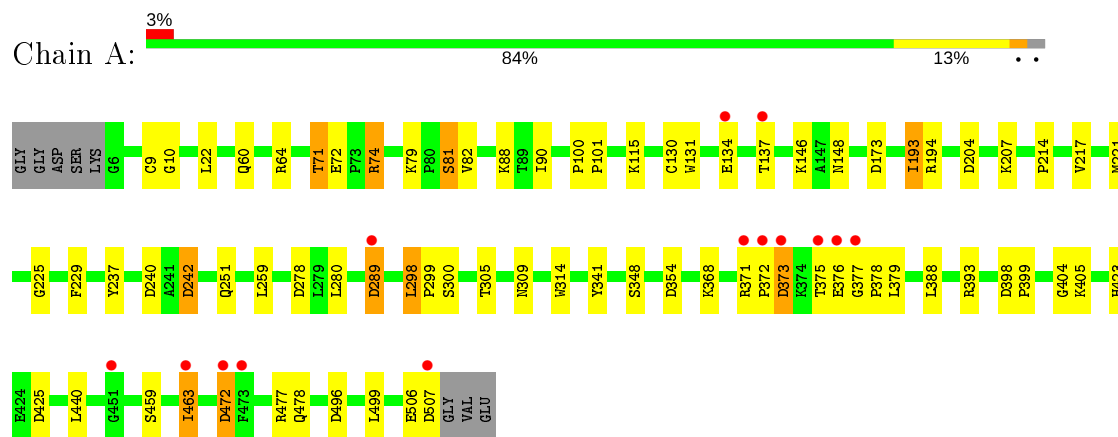 3%
Chain A:
84% 13% • •
GLY GLY ASP SER LYS G6 C9 G10 L22 Q60 R64 T71 E72 P73 R74 K79 P80 S81 V82 K88 T89 I90 P100 P101 K115 C130 W131 E134 T137 K146 A147 N148 D173 I193 R194 D204 K207 P214 V217 M221
G225 F229 Y237 D240 A241 D242 Q251 L259 D278 L279 L280 D289 L298 P299 S300 T305 N309 W314 Y341 S348 D354 K368 R371 P372 D373 K374 T375 E376 G377 P378 L379 L388 R393 D398 P399 G404 K405 H423
E424 D425 L440 G451 S459 I463 D472 F473 R477 Q478 D496 L499 E506 D507 GLY VAL GLU